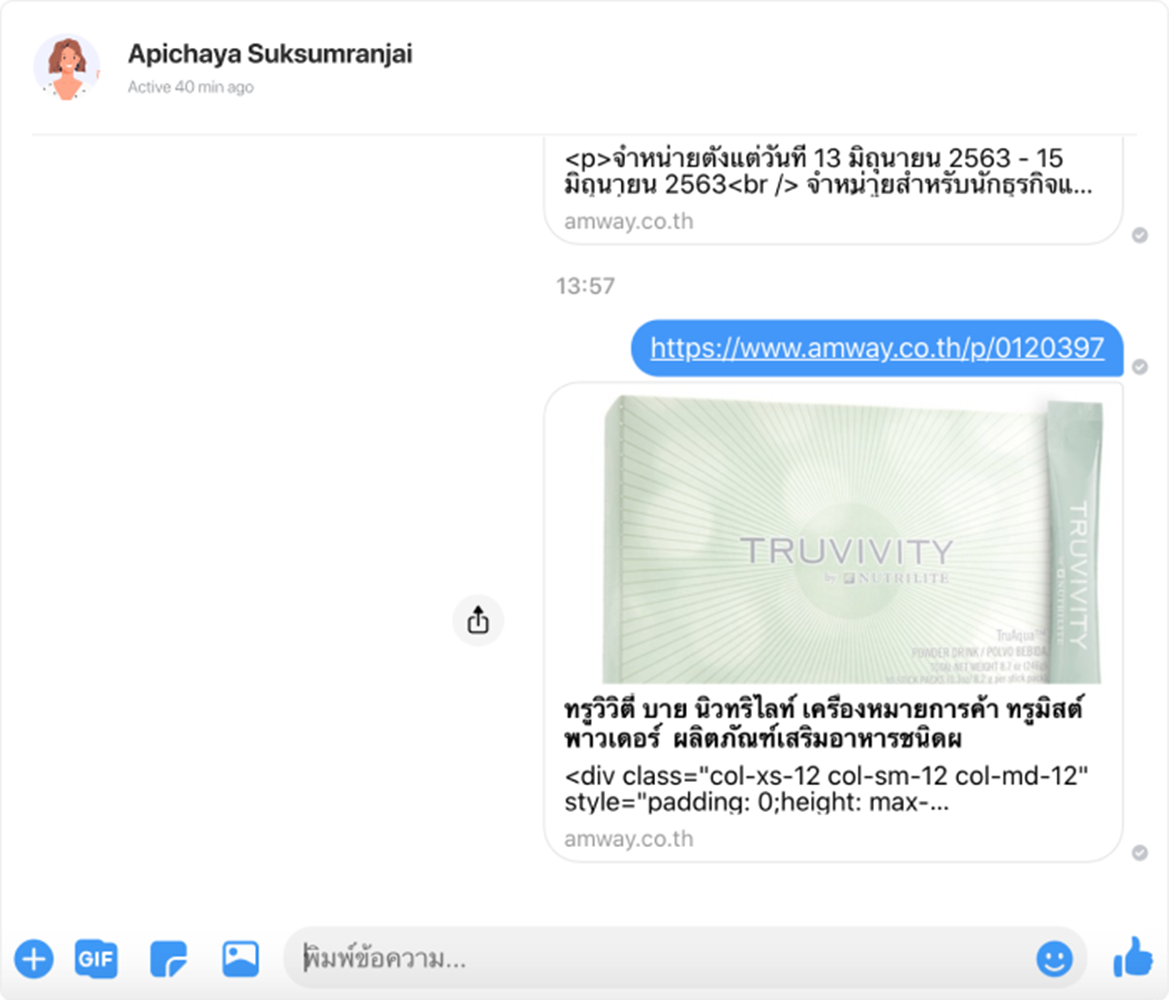 Apichaya Suksumranjai
Active 40 min ago
<p>จำหน่ายตั้งแต่วันที่ 13 มิถุนายน 2563 - 15
มิถุนายน 2563<br /> จำหน่ายสำหรับนักธุรกิจแ...
amway.co.th
13:57
https://www.amway.co.th/p/0120397
TRUVIVITY
by NUTRILITE
TRUVIVITY
by NUTRILITE
TruAqua™
POWDER DRINK / POLVO BEBIDA
TOTAL NET WEIGHT 8.7 oz (246g)
ทรูวิวิตี บาย นิวทริไลท์ เครื่องหมายการค้า ทรูมิสต์
พาวเดอร์ ผลิตภัณฑ์เสริมอาหารชนิดผ
<div class="col-xs-12 col-sm-12 col-md-12"
style="padding: 0;height: max-...
amway.co.th
GIF
พิมพ์ข้อความ...